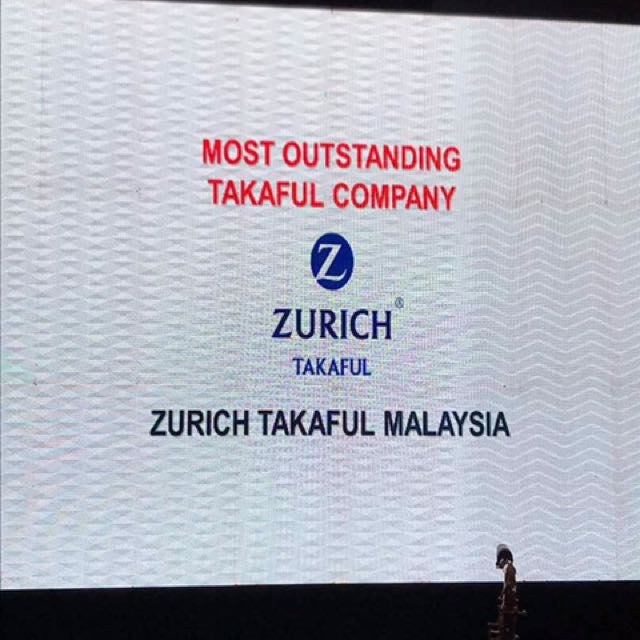 MOST OUTSTANDING
TAKAFUL COMPANY
Z
ZURICH®
TAKAFUL
ZURICH TAKAFUL MALAYSIA